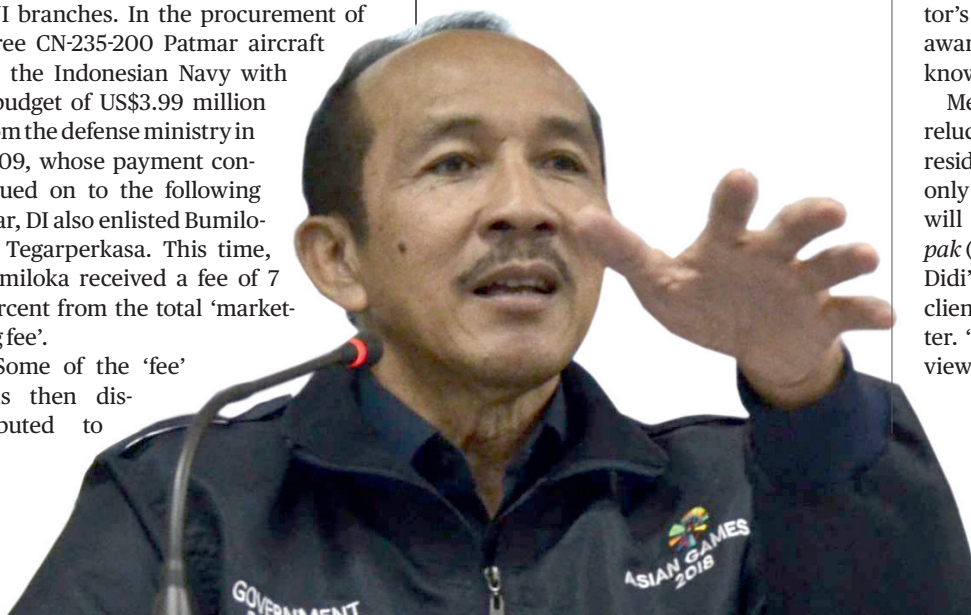 I branches. In the procurement of
ree CN-235-200 Patmar aircraft
the Indonesian Navy with
budget of US$3.99 million
om the defense ministry in
09, whose payment con-
ued on to the following
ar, DI also enlisted Bumilo-
Tegarperkasa. This time,
miloka received a fee of 7
rcent from the total ‘market-
g fee’.
Some of the ‘fee’
s then dis-
buted to
tor’s
awar
know
Me
reluc
resid
only
will
pak (
Didi’
clien
ter. ‘
view
GOVERNMENT
ASIAN GAMES
2018